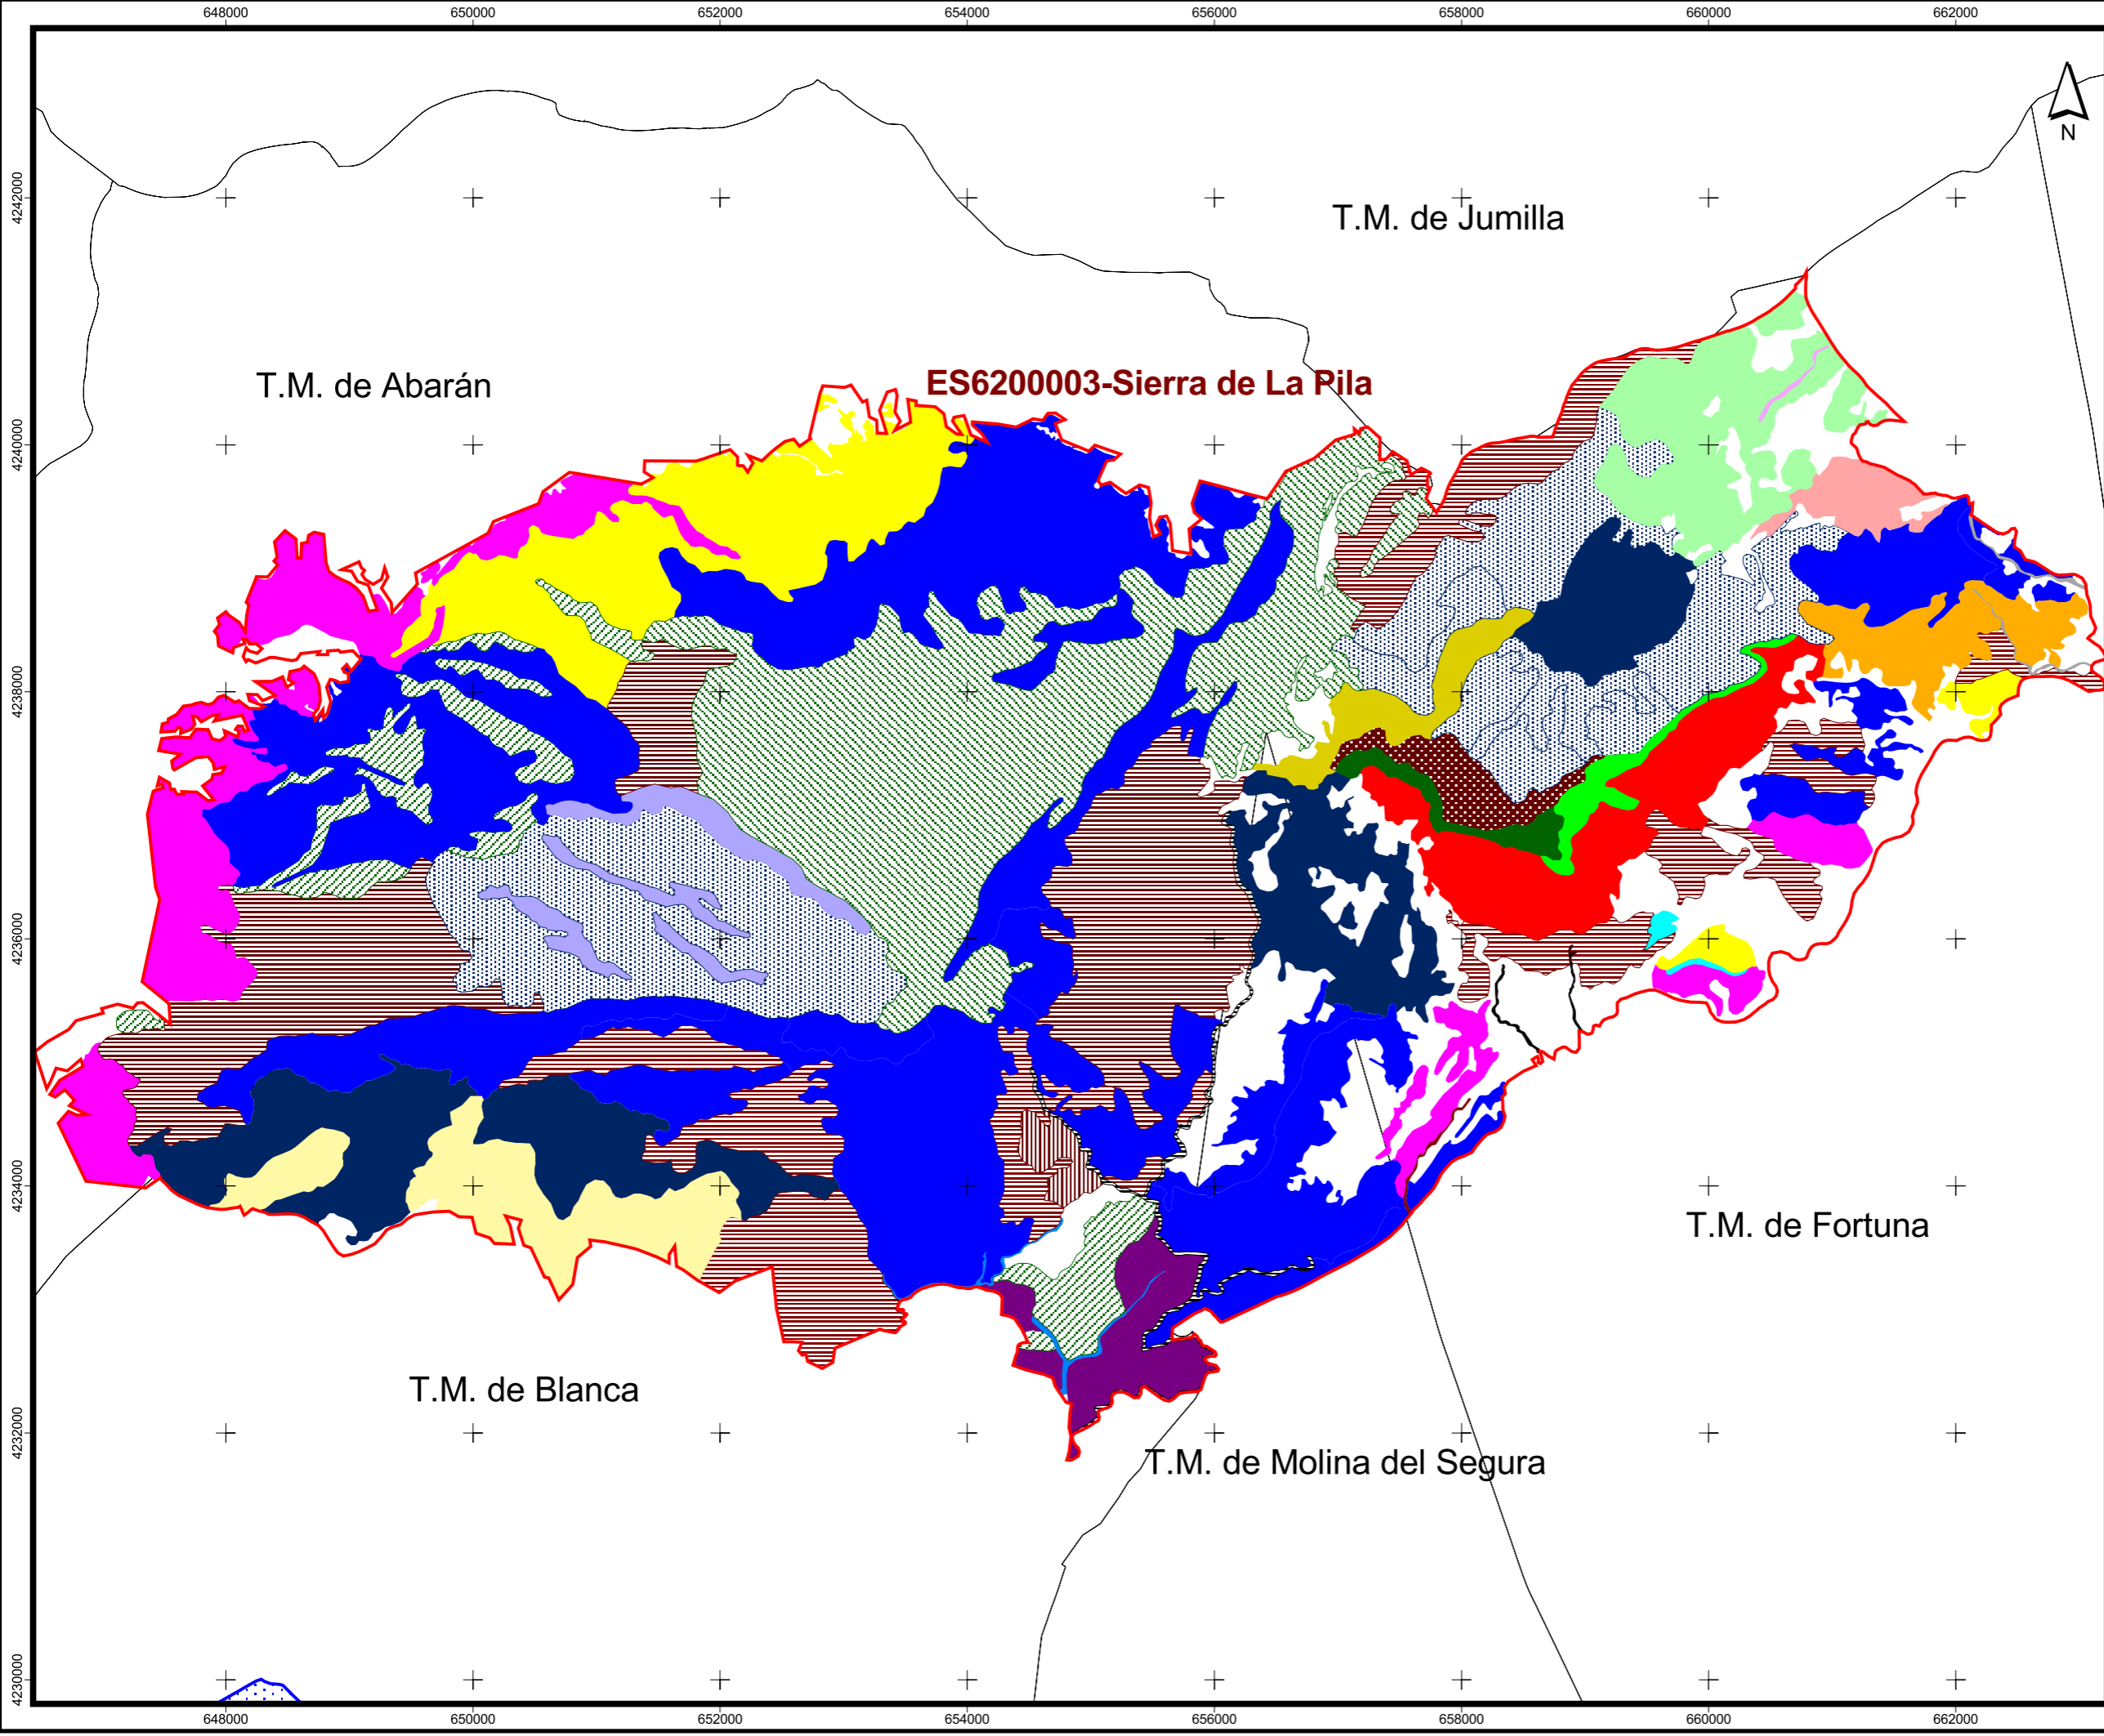 648000 650000 652000 654000 656000 658000 660000 662000
N
4242000
T.M. de Jumilla
ES6200003-Sierra de La Pila
T.M. de Abarán
4240000
4238000
4236000
4234000
T.M. de Fortuna
T.M. de Blanca
4232000
T.M. de Molina del Segura
4230000
648000 650000 652000 654000 656000 658000 660000 662000